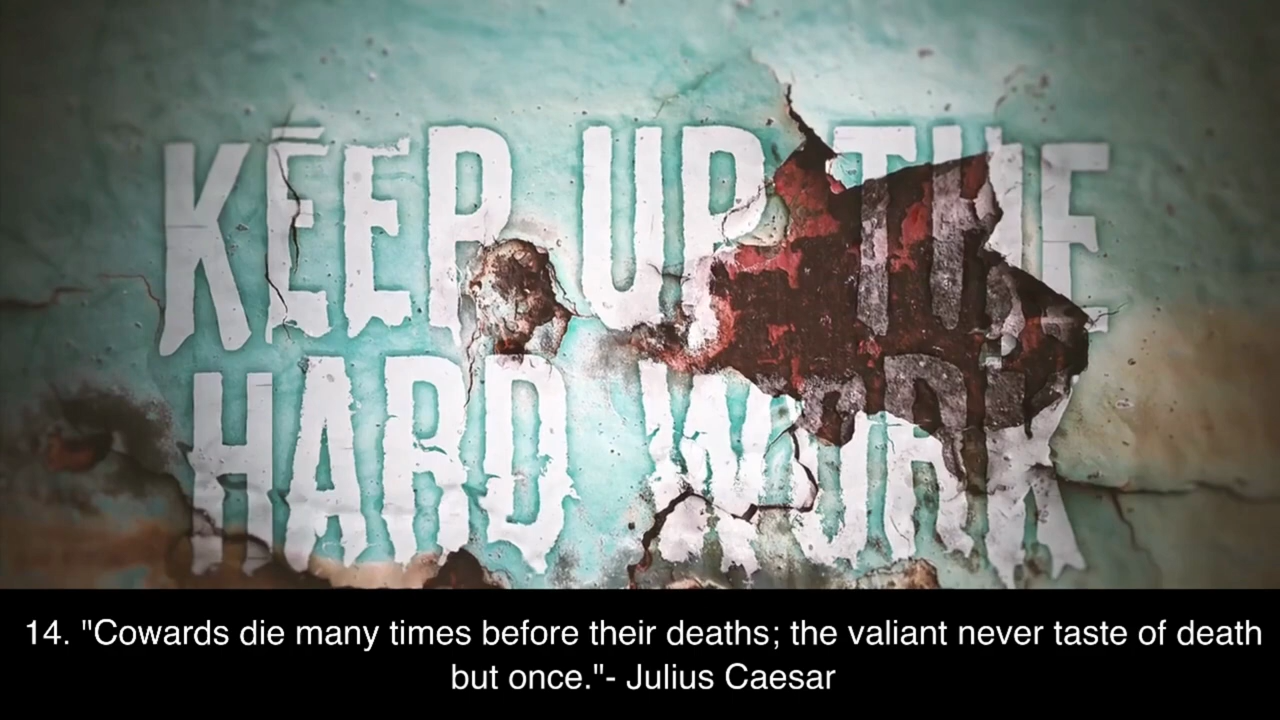 KEEP UP THE
HARD WORK
14. "Cowards die many times before their deaths; the valiant never taste of death
but once."- Julius Caesar